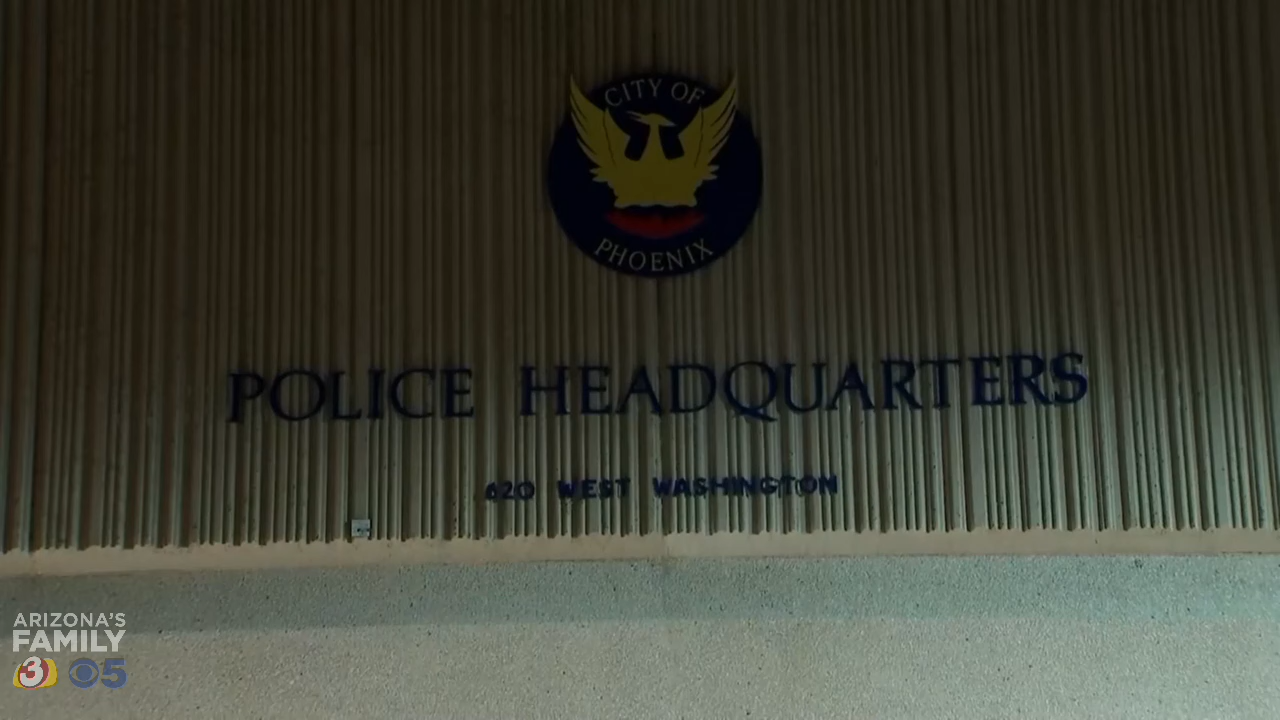 CITY OF
PHOENIX
POLICE HEADQUARTERS
620 WEST WASHINGTON
ARIZONA'S
FAMILY
3 5